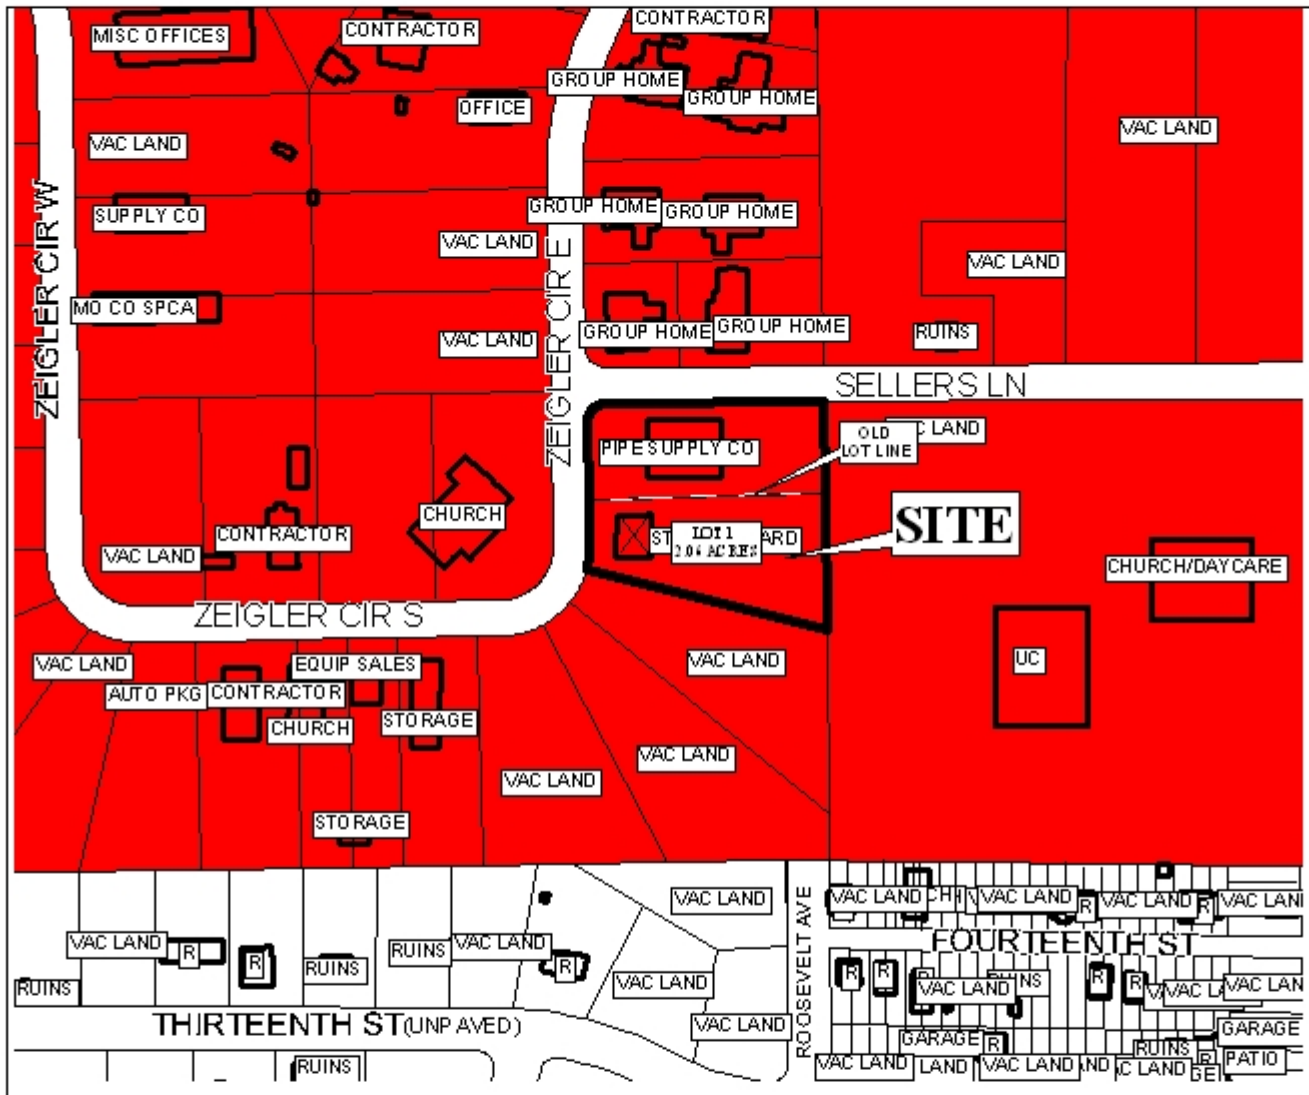 MISC OFFICES
CONTRACTOR
CONTRACTOR
GROUP HOME
GROUP HOME
OFFICE
VAC LAND
VAC LAND
SUPPLY CO
GROUP HOME
GROUP HOME
VAC LAND
VAC LAND
ZEIGLER CIR W
ZEIGLER CIR E
MO CO SPCA
VAC LAND
GROUP HOME
GROUP HOME
RUINS
SELLERS LN
PIPE SUPPLY CO
OLD
LOT LINE
LAND
CHURCH
CONTRACTOR
VAC LAND
LOT 1
2.06 ACRES
SITE
CHURCH/DAYCARE
ZEIGLER CIR S
VAC LAND
EQUIP SALES
VAC LAND
UC
AUTO PKG
CONTRACTOR
CHURCH
STORAGE
VAC LAND
VAC LAND
STORAGE
VAC LAND
VAC LAND
VAC LAND
VAC LAND
R
ROOSEVELT AVE
FOURTEENTH ST
VAC LAND
R
R
RUINS
RUINS
VAC LAND
R
VAC LAND
RUINS
R
R
VAC LAND
R
R
THIRTEENTH ST (UNPAVED)
VAC LAND
GARAGE
R
GARAGE
RUINS
RUINS
VAC LAND
LAND
VAC LAND
LAND
R
PATIO